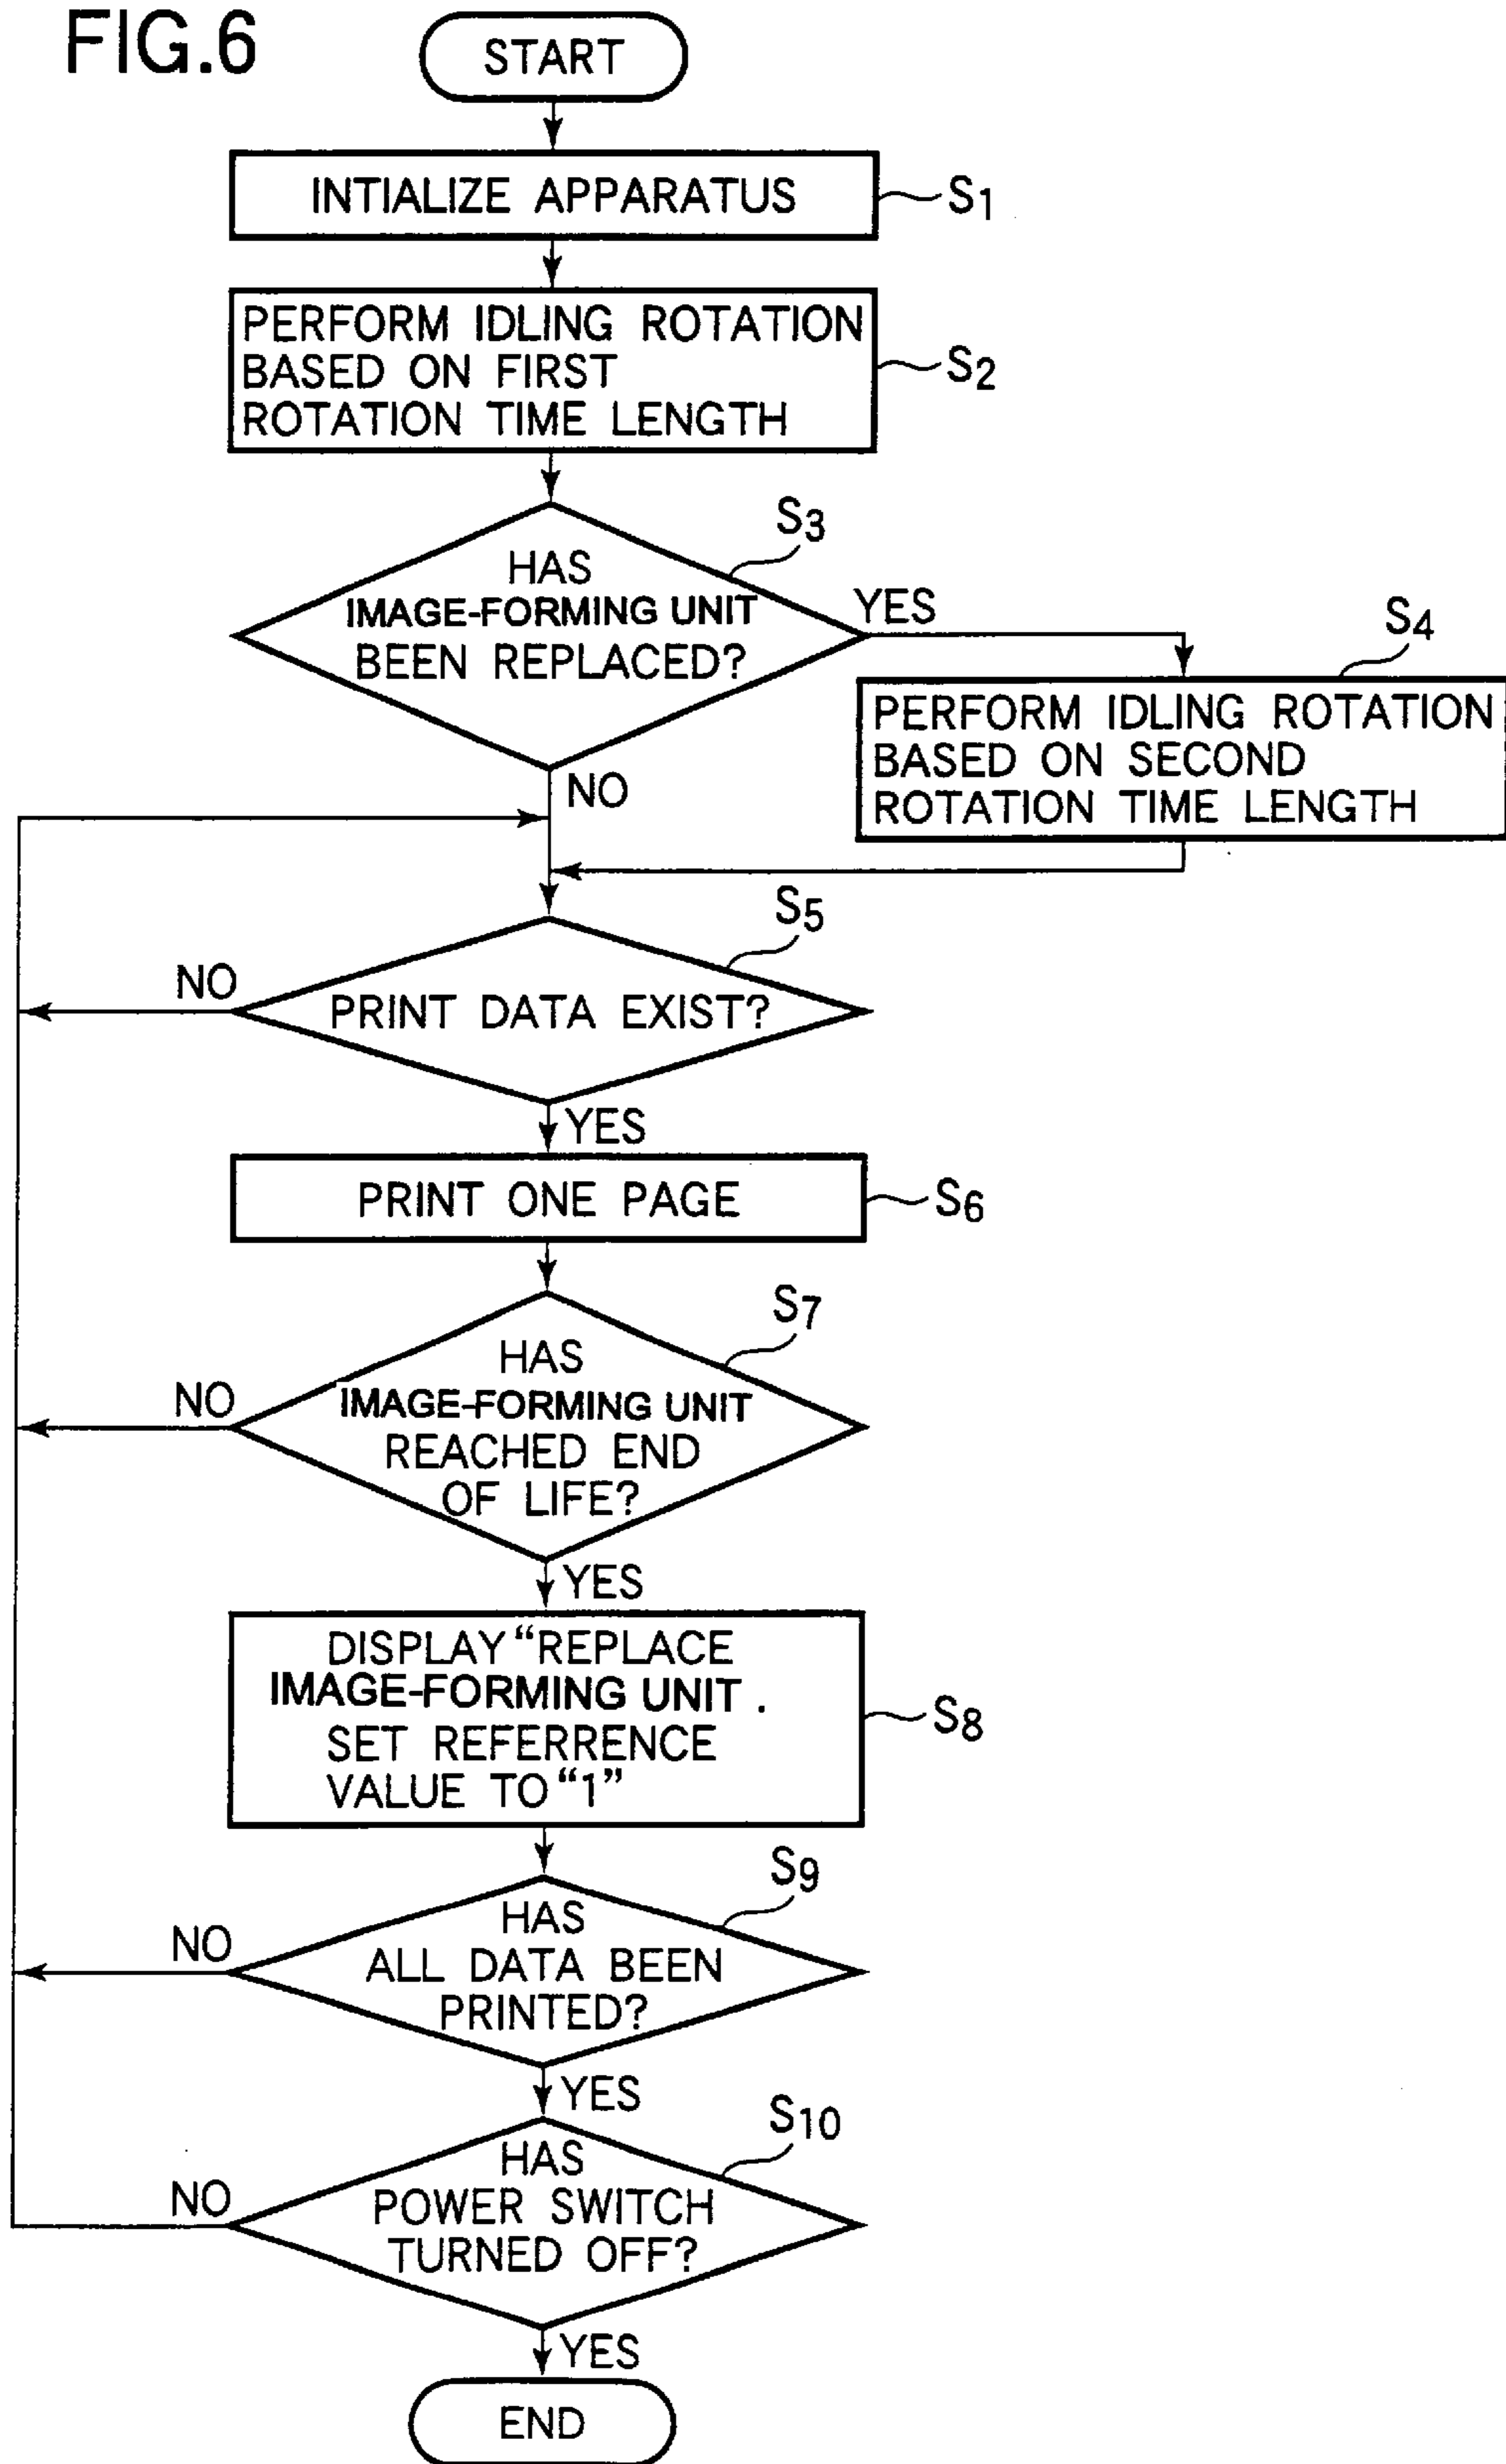 FIG.6
START
INTIALIZE APPARATUS
S1
PERFORM IDLING ROTATION
BASED ON FIRST
ROTATION TIME LENGTH
S2
S3
HAS
IMAGE-FORMING UNIT
BEEN REPLACED?
YES
NO
S4
PERFORM IDLING ROTATION
BASED ON SECOND
ROTATION TIME LENGTH
S5
PRINT DATA EXIST?
NO
YES
PRINT ONE PAGE
S6
S7
HAS
IMAGE-FORMING UNIT
REACHED END
OF LIFE?
NO
YES
DISPLAY “REPLACE
IMAGE-FORMING UNIT .
SET REFERRENCE
VALUE TO “1”
S8
S9
HAS
ALL DATA BEEN
PRINTED?
NO
YES
S10
HAS
POWER SWITCH
TURNED OFF?
NO
YES
END